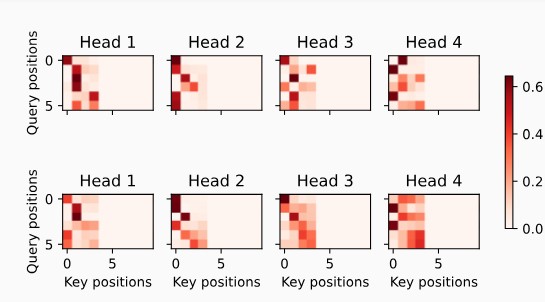 Head 1 Head 2 Head 3 Head 4
Query positions
0
5
Head 1 Head 2 Head 3 Head 4
Query positions
0
5
0 5 0 5 0 5 0 5
Key positions Key positions Key positions Key positions
0.6
0.4
0.2
0.0